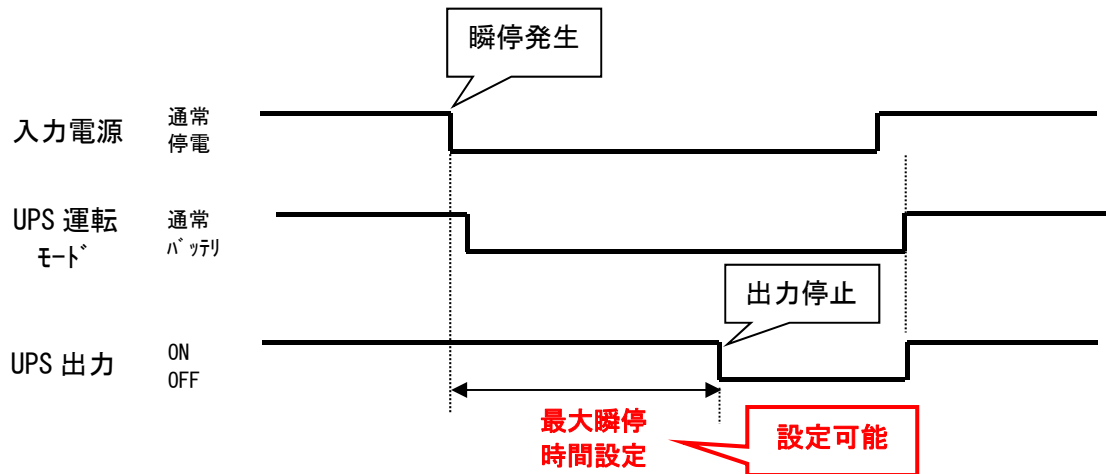 瞬停発生
入力電源
通常
停電
UPS 運転
ﾓｰﾄﾞ
通常
ﾊﾞｯﾃﾘ
出力停止
UPS 出力
ON
OFF
最大瞬停
時間設定
設定可能